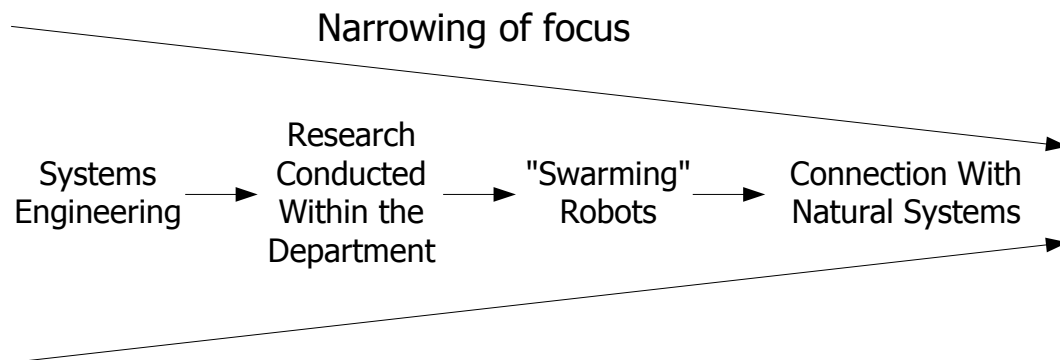 Narrowing of focus
Systems
Engineering
Research
Conducted
Within the
Department
"Swarming"
Robots
Connection With
Natural Systems